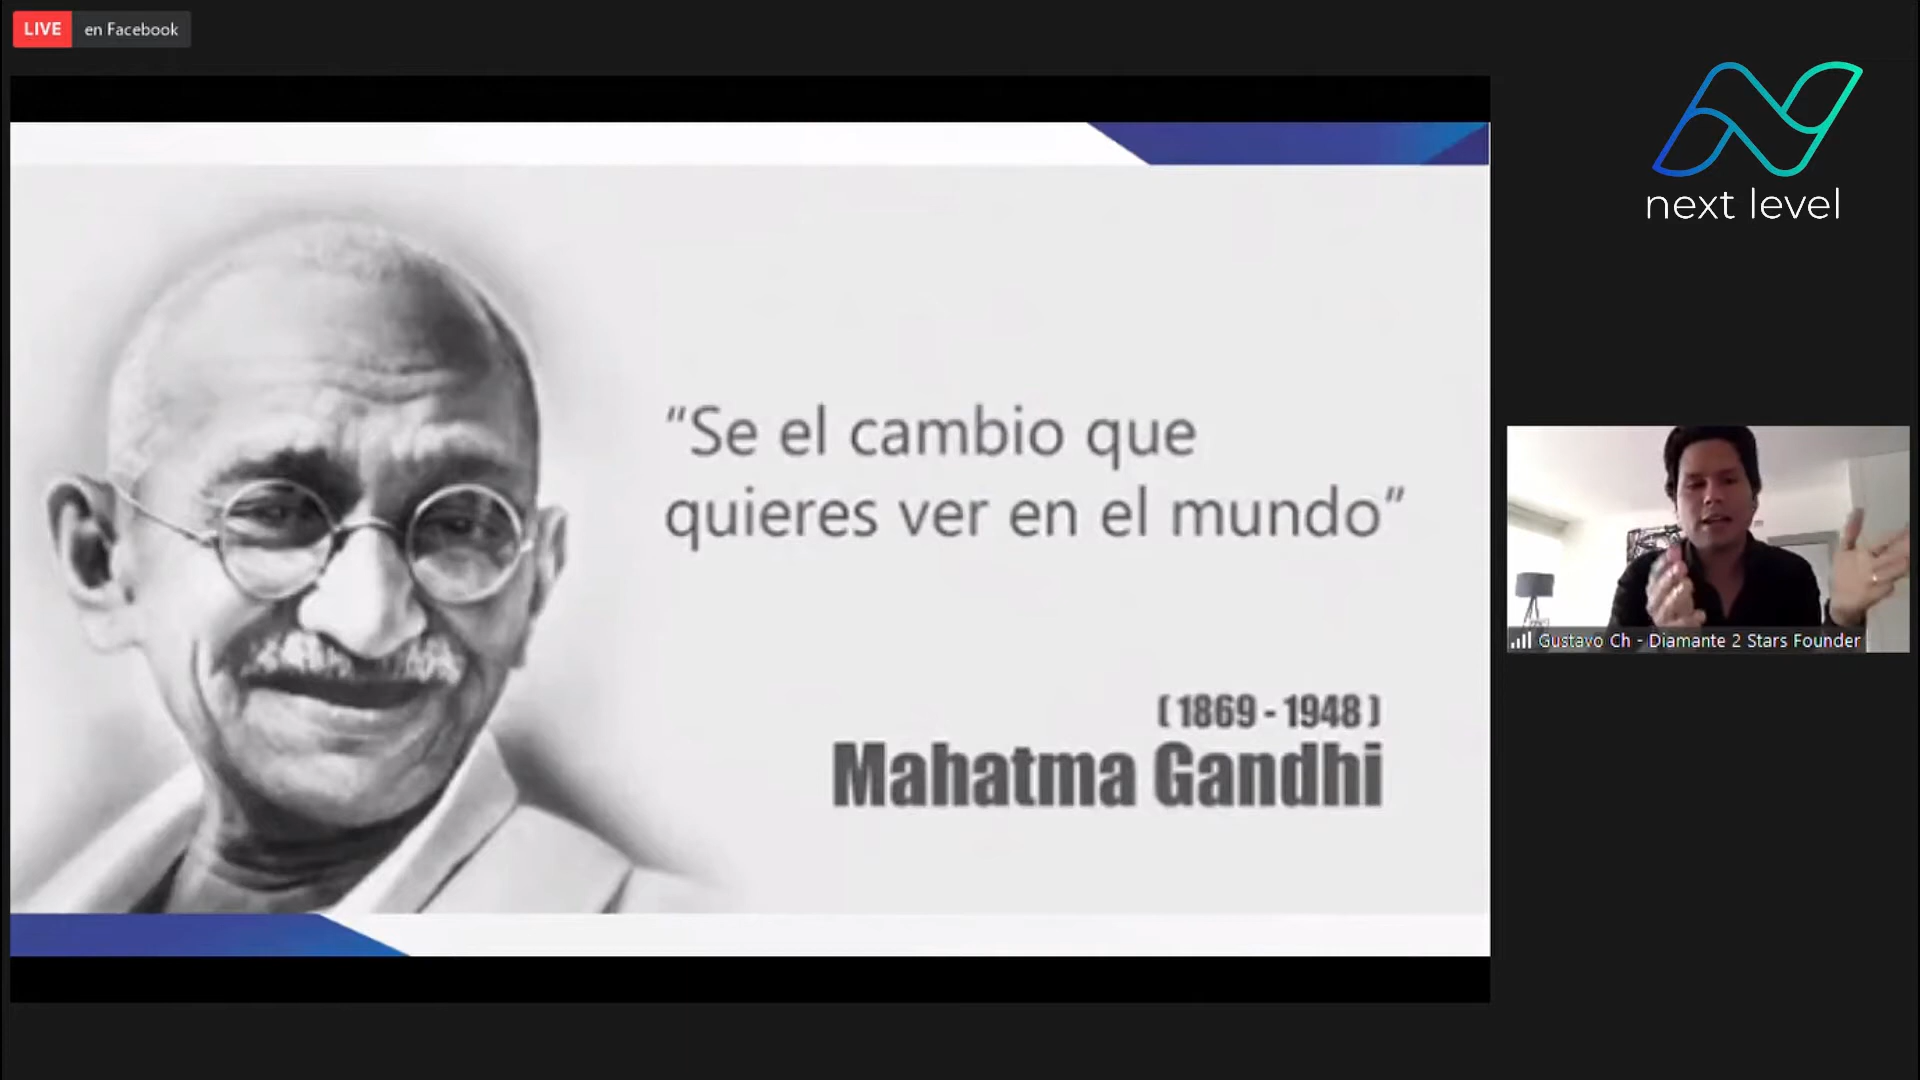 LIVE en Facebook
next level
“Se el cambio que
quieres ver en el mundo”
(1869 - 1948)
Mahatma Gandhi
Gustavo Ch - Diamante 2 Stars Founder